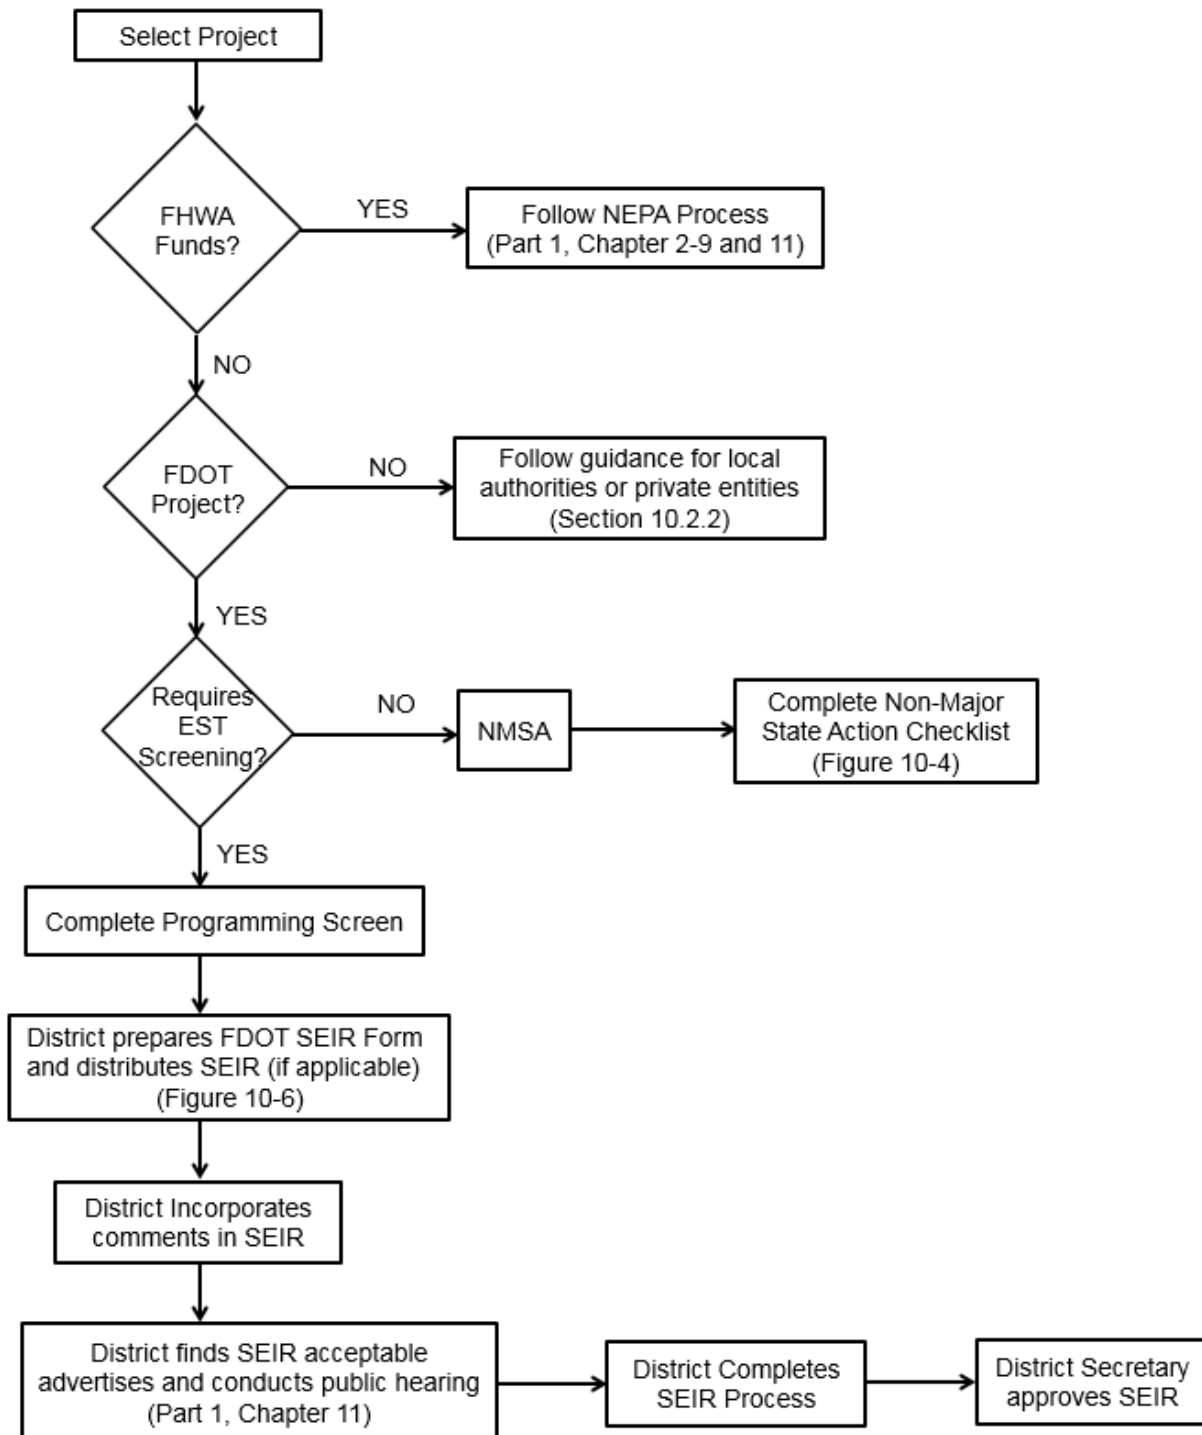 Select Project
FHWA
Funds?
YES
Follow NEPA Process
(Part 1, Chapter 2-9 and 11)
NO
FDOT
Project?
NO
Follow guidance for local
authorities or private entities
(Section 10.2.2)
YES
Requires
EST
Screening?
NO
NMSA
Complete Non-Major
State Action Checklist
(Figure 10-4)
YES
Complete Programming Screen
District prepares FDOT SEIR Form
and distributes SEIR (if applicable)
(Figure 10-6)
District Incorporates
comments in SEIR
District finds SEIR acceptable
advertises and conducts public hearing
(Part 1, Chapter 11)
District Completes
SEIR Process
District Secretary
approves SEIR